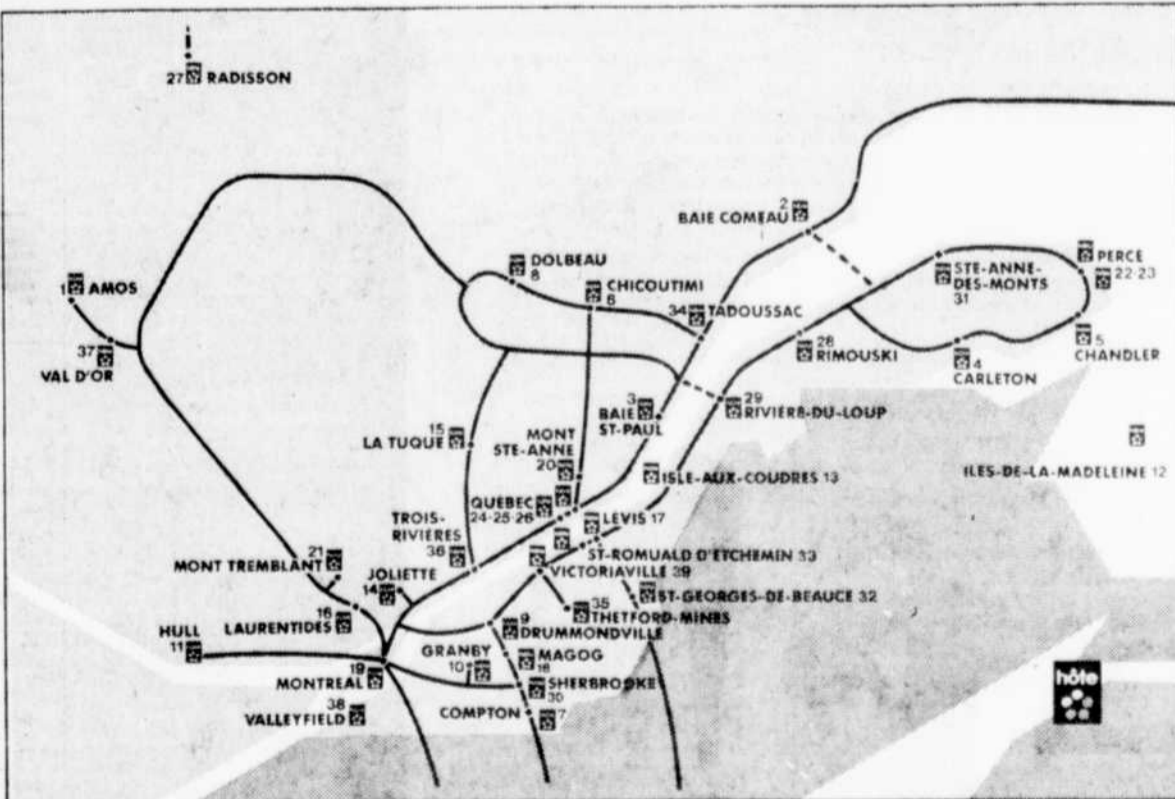 27 RADISSON
BAIE COMEAU 2
DOLBEAU
8
PERCE
22-23
STE-ANNE-
DES-MONTS
31
1 AMOS
CHICOUTIMI
6
34 TADOUSSAC
5
CHANDLER
28
RIMOUSKI
4
CARLETON
37
VAL D'OR
3
BAIE
ST-PAUL
29
RIVIÈRE-DU-LOUP
15
LA TUQUE
MONT
STE-ANNE
20
ILES-DE-LA-MADELEINE 12
ISLE-AUX-COUDRES 13
QUÉBEC
24-25-26
LEVIS 17
TROIS-
RIVIÈRES
36
ST-ROMUALD D'ETCHEMIN 33
21
MONT TREMBLANT
VICTORIAVILLE 39
JOLIETTE
14
ST-GEORGES-DE-BEAUCE 32
35
THETFORD-MINES
16
LAURENTIDES
9
DRUMMONDVILLE
HULL
11
GRANBY
10
MAGOG
18
19
MONTREAL
SHERBROOKE
30
38
VALLEYFIELD
COMPTON
7
hôte